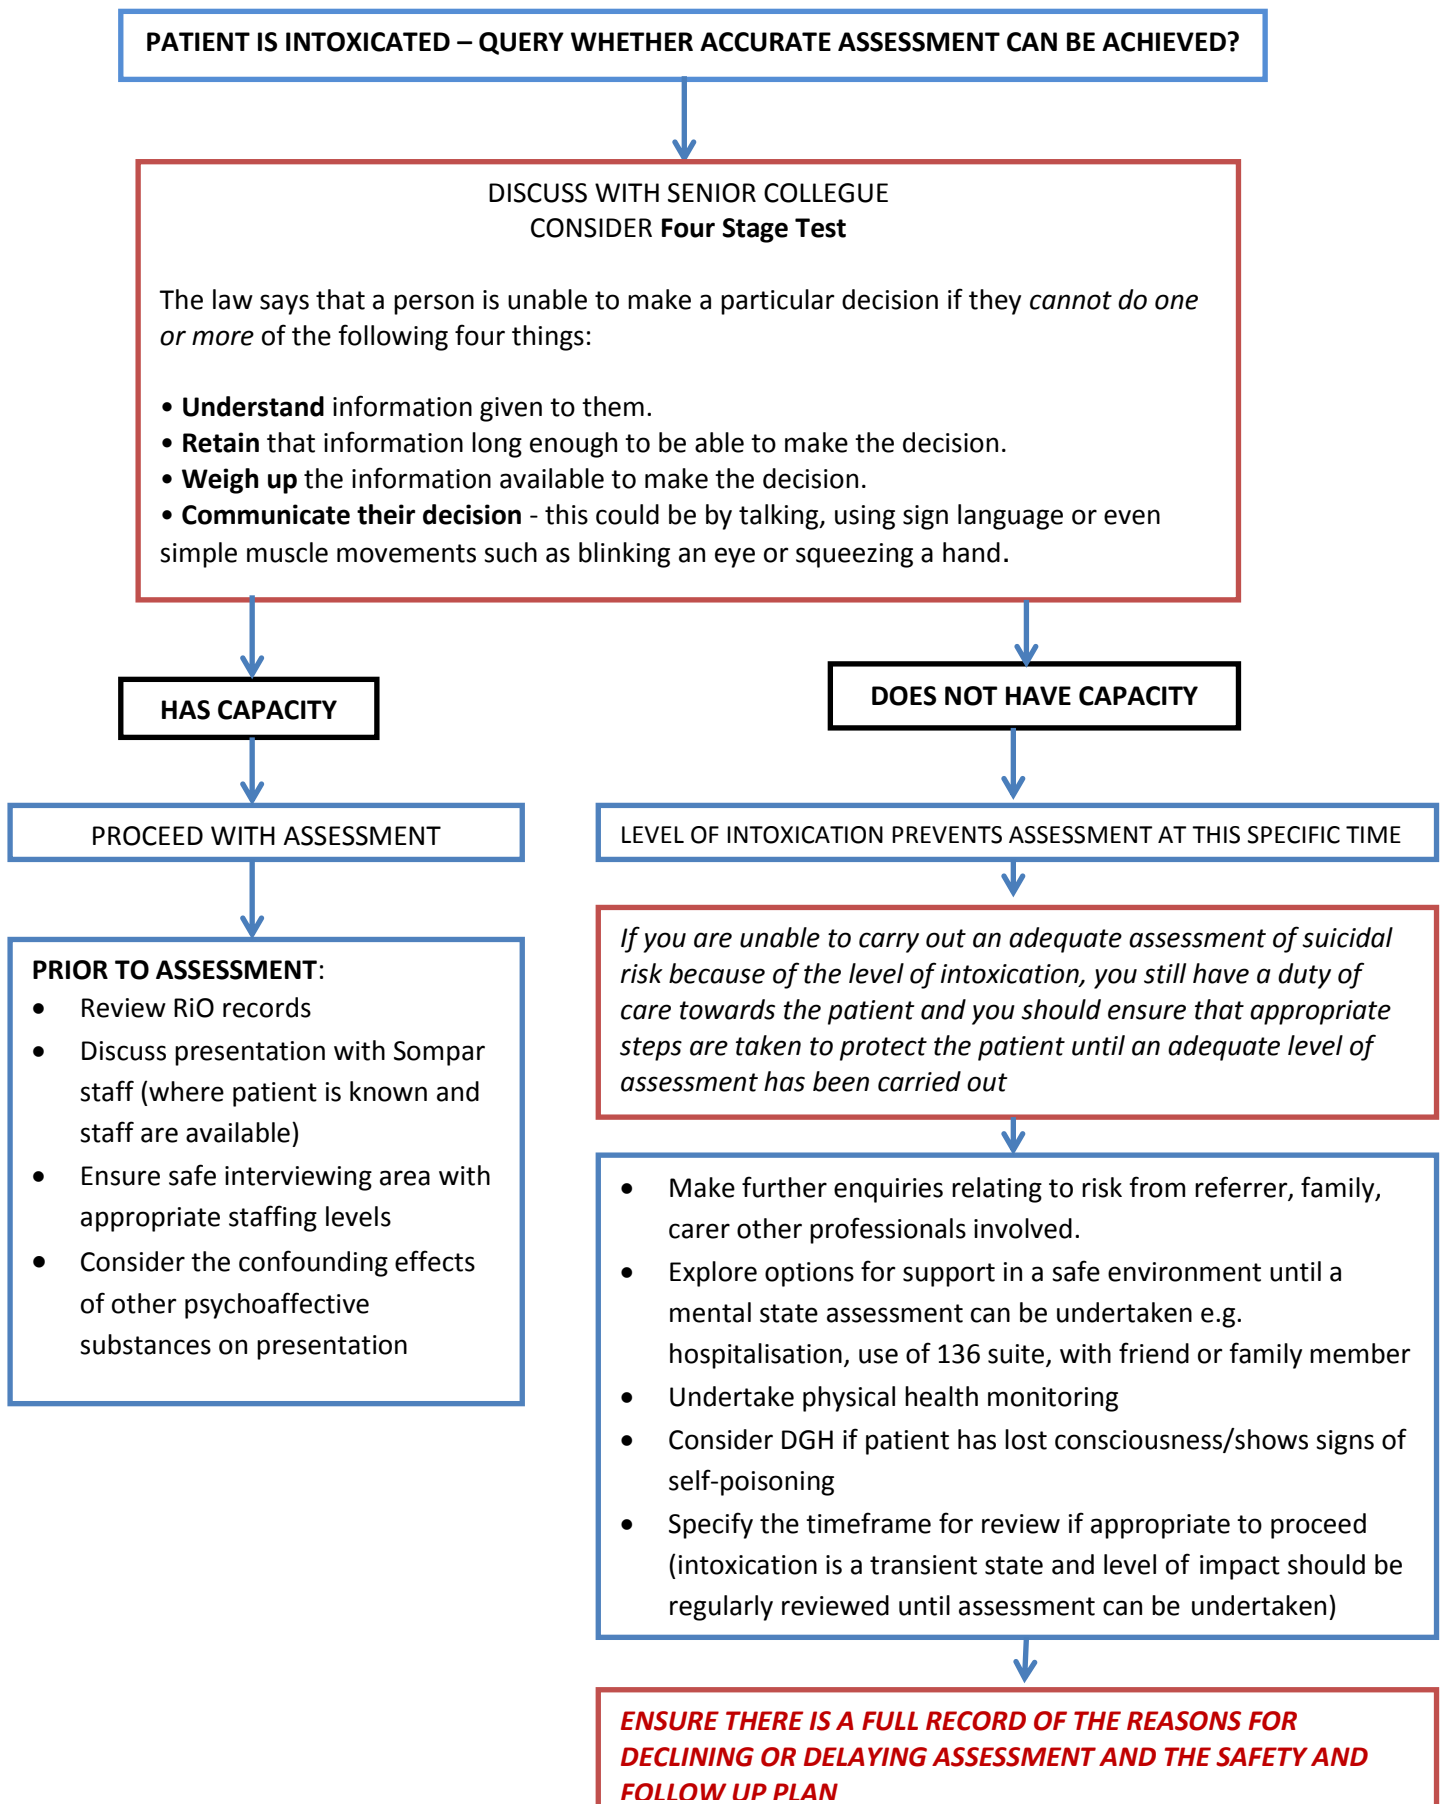 PATIENT IS INTOXICATED – QUERY WHETHER ACCURATE ASSESSMENT CAN BE ACHIEVED?
DISCUSS WITH SENIOR COLLEGUE
CONSIDER Four Stage Test
The law says that a person is unable to make a particular decision if they cannot do one
or more of the following four things:
• Understand information given to them.
• Retain that information long enough to be able to make the decision.
• Weigh up the information available to make the decision.
• Communicate their decision - this could be by talking, using sign language or even
simple muscle movements such as blinking an eye or squeezing a hand.
HAS CAPACITY
DOES NOT HAVE CAPACITY
PROCEED WITH ASSESSMENT
LEVEL OF INTOXICATION PREVENTS ASSESSMENT AT THIS SPECIFIC TIME
PRIOR TO ASSESSMENT:
• Review RiO records
• Discuss presentation with Sompar
staff (where patient is known and
staff are available)
• Ensure safe interviewing area with
appropriate staffing levels
• Consider the confounding effects
of other psychoaffective
substances on presentation
If you are unable to carry out an adequate assessment of suicidal
risk because of the level of intoxication, you still have a duty of
care towards the patient and you should ensure that appropriate
steps are taken to protect the patient until an adequate level of
assessment has been carried out
• Make further enquiries relating to risk from referrer, family,
carer other professionals involved.
• Explore options for support in a safe environment until a
mental state assessment can be undertaken e.g.
hospitalisation, use of 136 suite, with friend or family member
• Undertake physical health monitoring
• Consider DGH if patient has lost consciousness/shows signs of
self-poisoning
• Specify the timeframe for review if appropriate to proceed
(intoxication is a transient state and level of impact should be
regularly reviewed until assessment can be undertaken)
ENSURE THERE IS A FULL RECORD OF THE REASONS FOR
DECLINING OR DELAYING ASSESSMENT AND THE SAFETY AND
FOLLOW UP PLAN